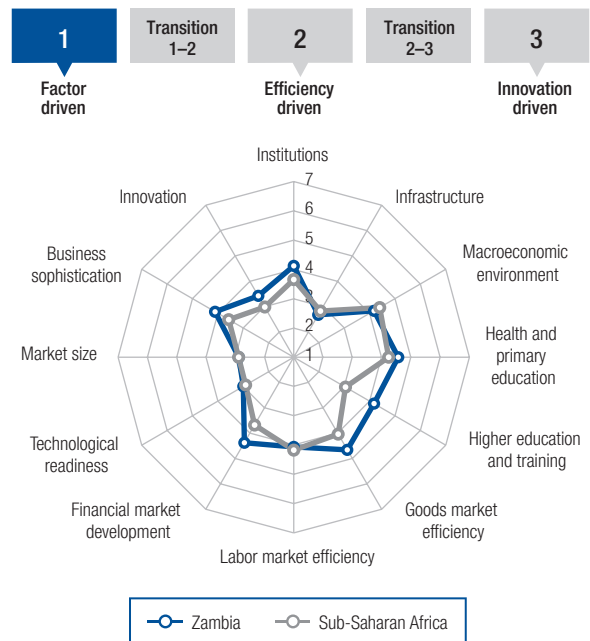 1
Transition
1–2
2
Transition
2–3
3
Factor
driven
Efficiency
driven
Innovation
driven
Institutions
7
Innovation
Infrastructure
6
5
Business
sophistication
Macroeconomic
environment
4
3
2
Market size
1
Health and
primary
education
Technological
readiness
Higher education
and training
Financial market
development
Goods market
efficiency
Labor market efficiency
Zambia
Sub-Saharan Africa